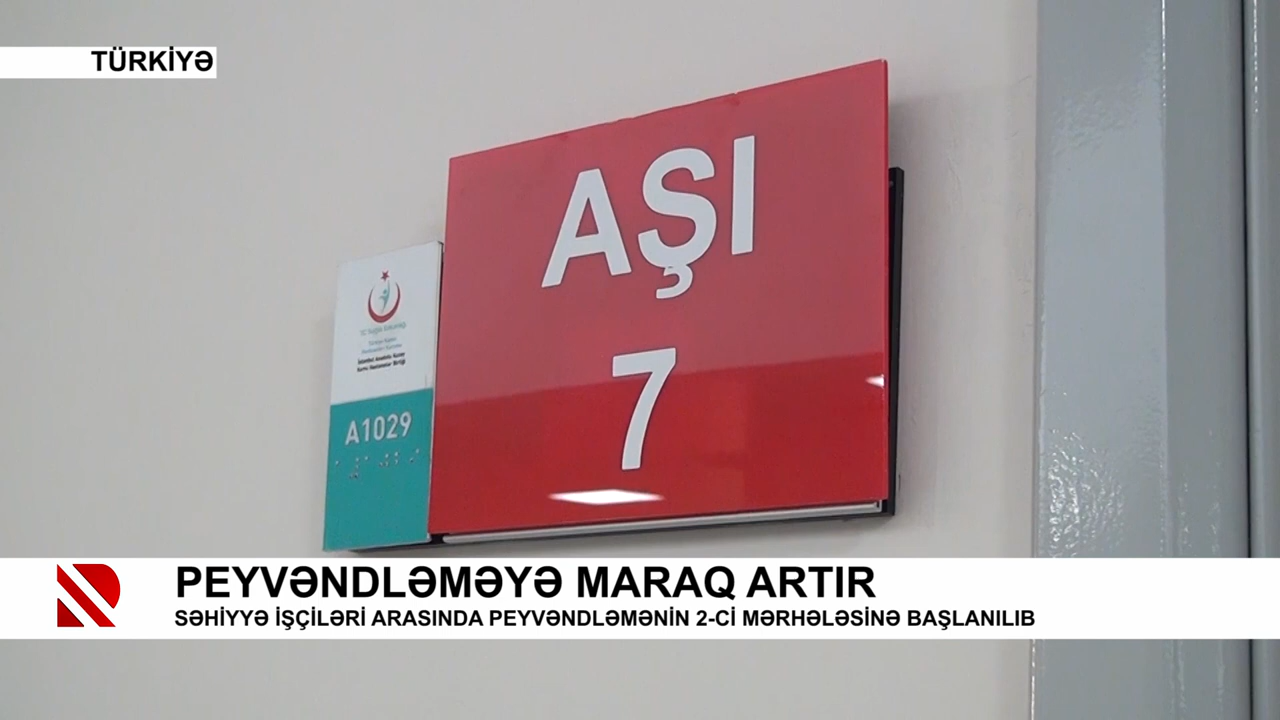 TÜRKİYƏ
AŞI
7
A1029
PEYVƏNDLƏMƏYƏ MARAQ ARTIR
SƏHİYYƏ İŞÇİLƏRİ ARASINDA PEYVƏNDLƏMƏNİN 2-Cİ MƏRHƏLƏSİNƏ BAŞLANILIB